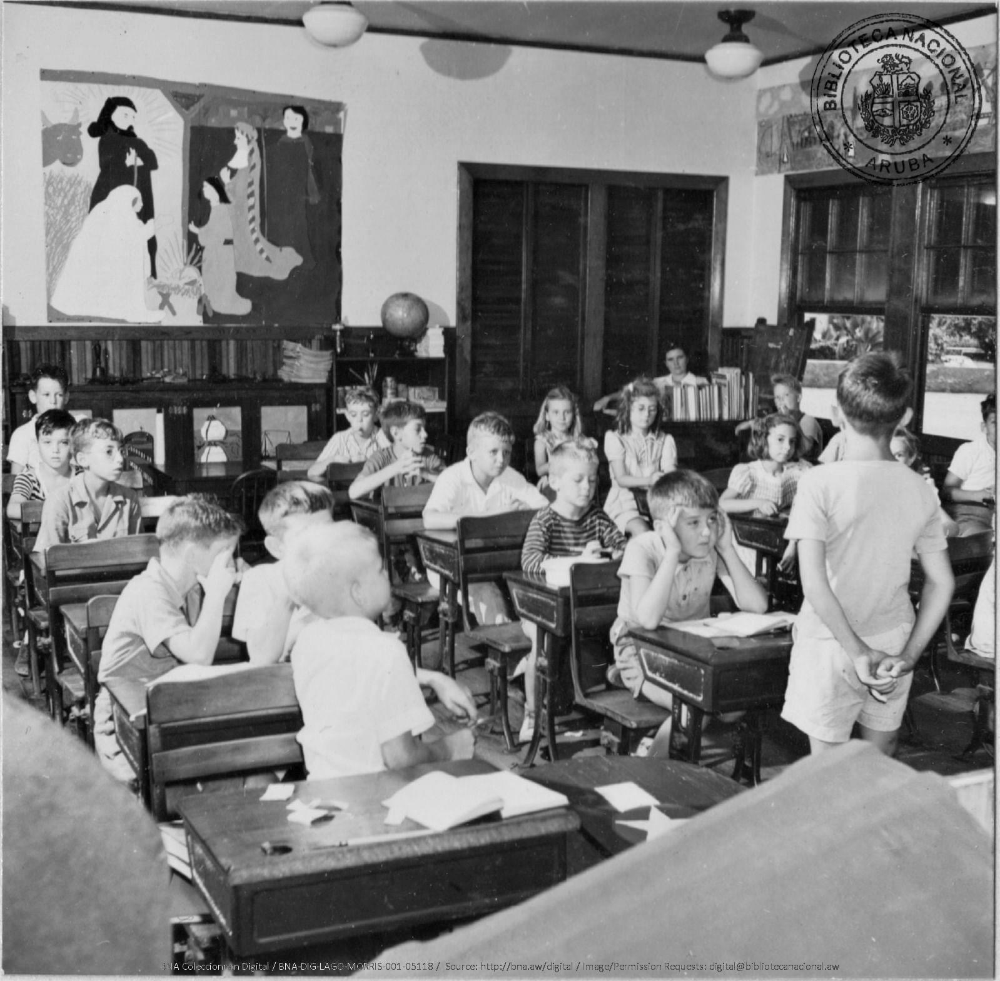 BIBLIOTECA NACIONAL
* ARUBA *
BNA Coleccionnan Digital / BNA-DIG-LAGO-MORRIS-001-05118 / Source: http://bna.aw/digital / Image/Permission Requests: digital@bibliotecanacional.aw